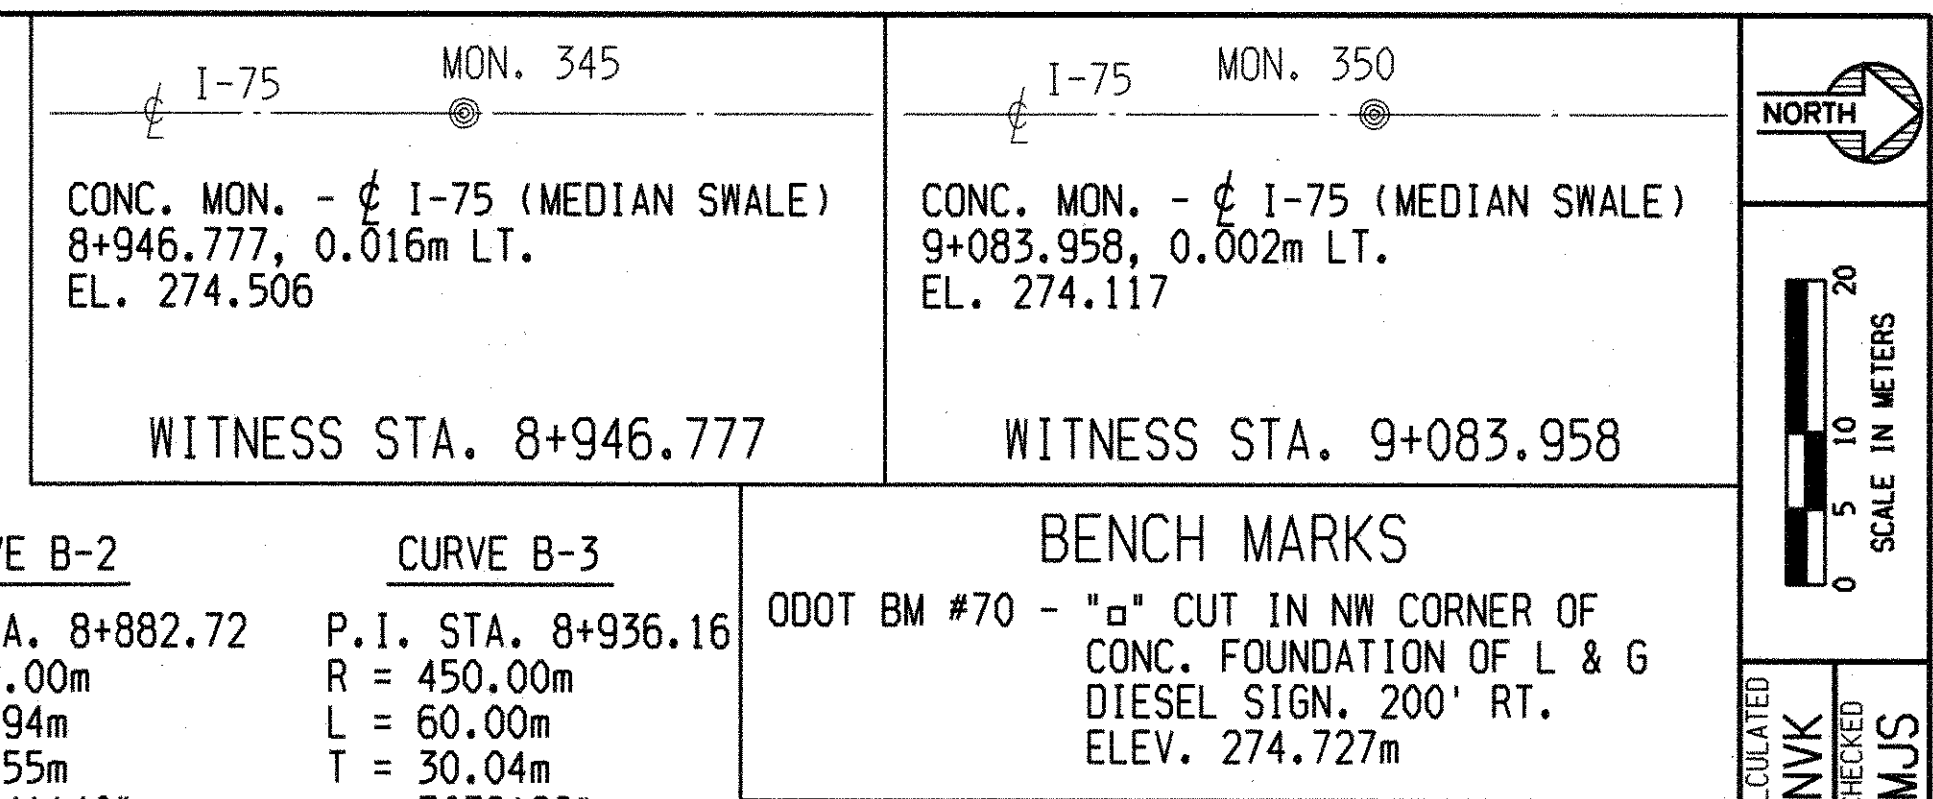 ℄ I-75 MON. 345
CONC. MON. - ℄ I-75 (MEDIAN SWALE)
8+946.777, 0.016m LT.
EL. 274.506
WITNESS STA. 8+946.777
℄ I-75 MON. 350
CONC. MON. - ℄ I-75 (MEDIAN SWALE)
9+083.958, 0.002m LT.
EL. 274.117
WITNESS STA. 9+083.958
NORTH
0 5 10 20
SCALE IN METERS
B-2
8+882.72
.00m
94m
55m
CURVE B-3
P.I. STA. 8+936.16
R = 450.00m
L = 60.00m
T = 30.04m
BENCH MARKS
ODOT BM #70 - "□" CUT IN NW CORNER OF
CONC. FOUNDATION OF L & G
DIESEL SIGN. 200' RT.
ELEV. 274.727m
LCULATED
NVK
HECKED
MJS